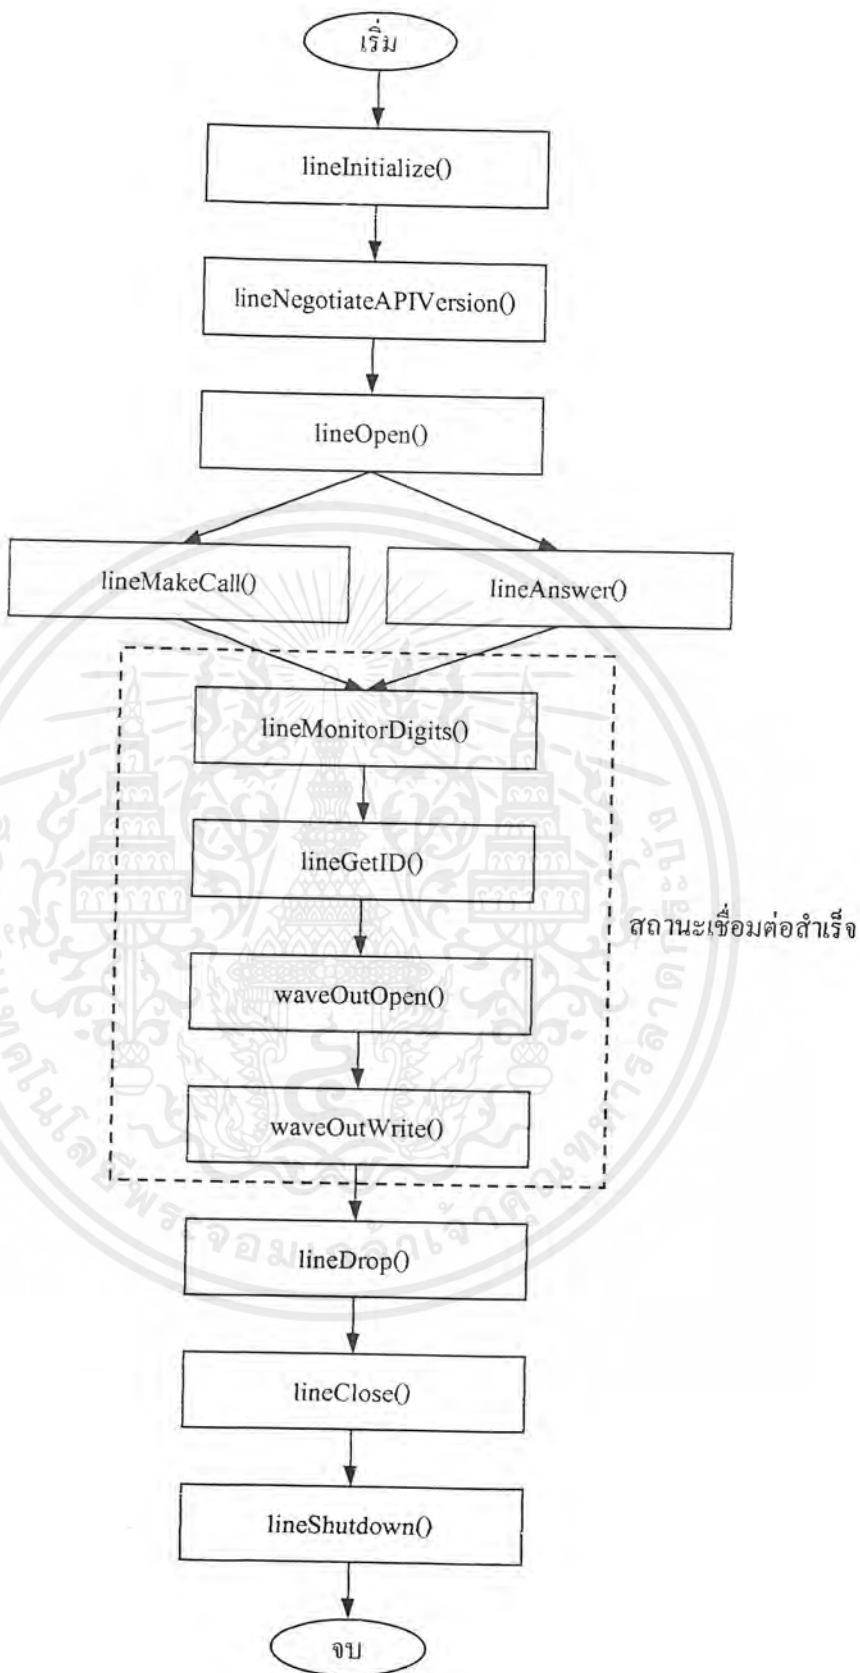 เริ่ม
lineInitialize()
lineNegotiateAPIVersion()
lineOpen()
lineMakeCall()
lineAnswer()
lineMonitorDigits()
lineGetID()
สถานะเชื่อมต่อสำเร็จ
waveOutOpen()
waveOutWrite()
lineDrop()
lineClose()
lineShutdown()
จบ